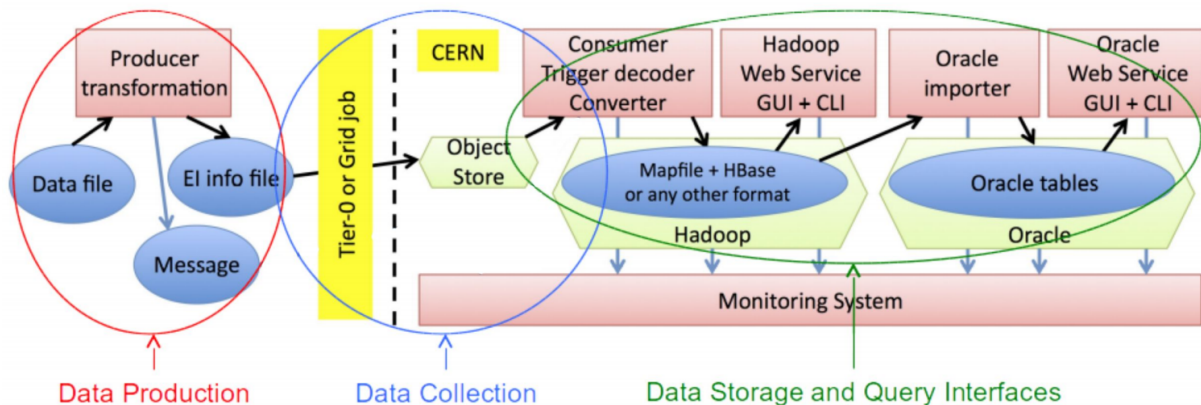 Producer
transformation
Data file
EI info file
Message
Tier-0 or Grid job
CERN
Object
Store
Consumer
Trigger decoder
Converter
Hadoop
Web Service
GUI + CLI
Oracle
importer
Oracle
Web Service
GUI + CLI
Mapfile + HBase
or any other format
Hadoop
Oracle tables
Oracle
Monitoring System
Data Production
Data Collection
Data Storage and Query Interfaces